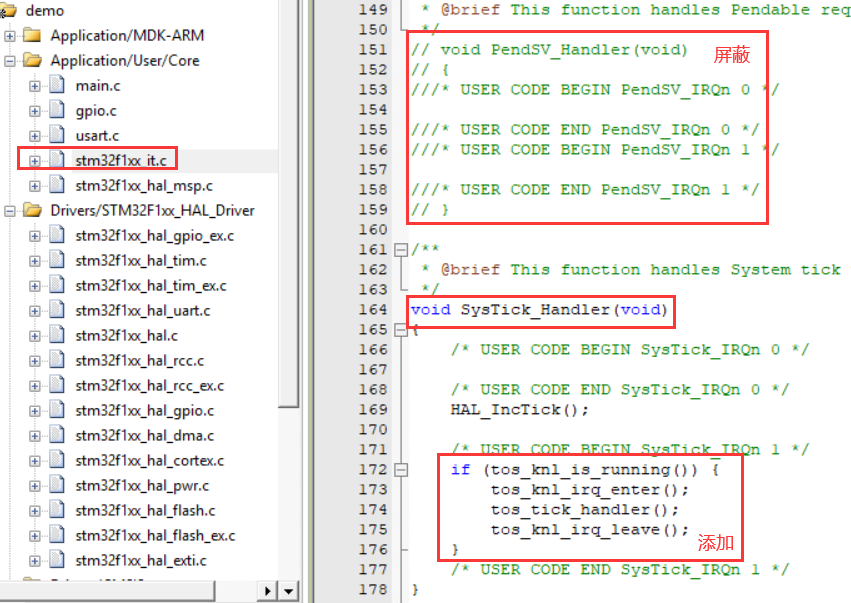 demo
Application/MDK-ARM
Application/User/Core
main.c
gpio.c
usart.c
stm32f1xx_it.c
stm32f1xx_hal_msp.c
Drivers/STM32F1xx_HAL_Driver
stm32f1xx_hal_gpio_ex.c
stm32f1xx_hal_tim.c
stm32f1xx_hal_tim_ex.c
stm32f1xx_hal_uart.c
stm32f1xx_hal.c
stm32f1xx_hal_rcc.c
stm32f1xx_hal_rcc_ex.c
stm32f1xx_hal_gpio.c
stm32f1xx_hal_dma.c
stm32f1xx_hal_cortex.c
stm32f1xx_hal_pwr.c
stm32f1xx_hal_flash.c
stm32f1xx_hal_flash_ex.c
stm32f1xx_hal_exti.c
149 * @brief This function handles Pendable req
150 */
151 // void PendSV_Handler(void) 屏蔽
152 // {
153 ///* USER CODE BEGIN PendSV_IRQn 0 */
154
155 ///* USER CODE END PendSV_IRQn 0 */
156 ///* USER CODE BEGIN PendSV_IRQn 1 */
157
158 ///* USER CODE END PendSV_IRQn 1 */
159 // }
160
161 /**
162 * @brief This function handles System tick
163 */
164 void SysTick_Handler(void)
165 {
166 /* USER CODE BEGIN SysTick_IRQn 0 */
167
168 /* USER CODE END SysTick_IRQn 0 */
169 HAL_IncTick();
170
171 /* USER CODE BEGIN SysTick_IRQn 1 */
172 if (tos_knl_is_running()) {
173 tos_knl_irq_enter();
174 tos_tick_handler();
175 tos_knl_irq_leave();
176 } 添加
177 /* USER CODE END SysTick_IRQn 1 */
178 }